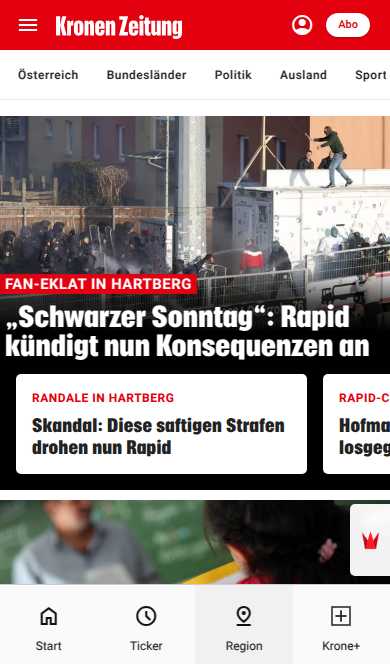 Kronen Zeitung
Abo
Österreich Bundesländer Politik Ausland Sport
FAN-EKLAT IN HARTBERG
„Schwarzer Sonntag“: Rapid
kündigt nun Konsequenzen an
RANDALE IN HARTBERG
Skandal: Diese saftigen Strafen
drohen nun Rapid
RAPID-C
Hofma
losgeg
Start Ticker Region Krone+